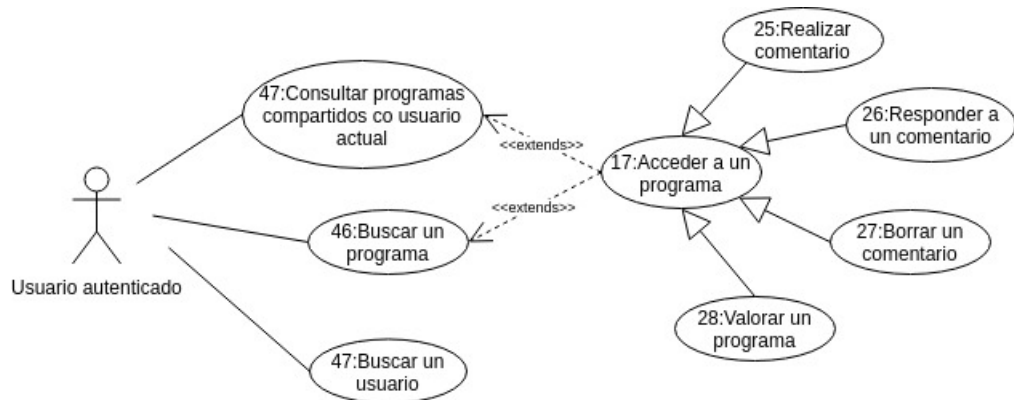 25:Realizar
comentario
47:Consultar programas
compartidos co usuario
actual
26:Responder a
un comentario
<<extends>>
17:Acceder a un
programa
<<extends>>
46:Buscar un
programa
27:Borrar un
comentario
Usuario autenticado
28:Valorar un
programa
47:Buscar un
usuario